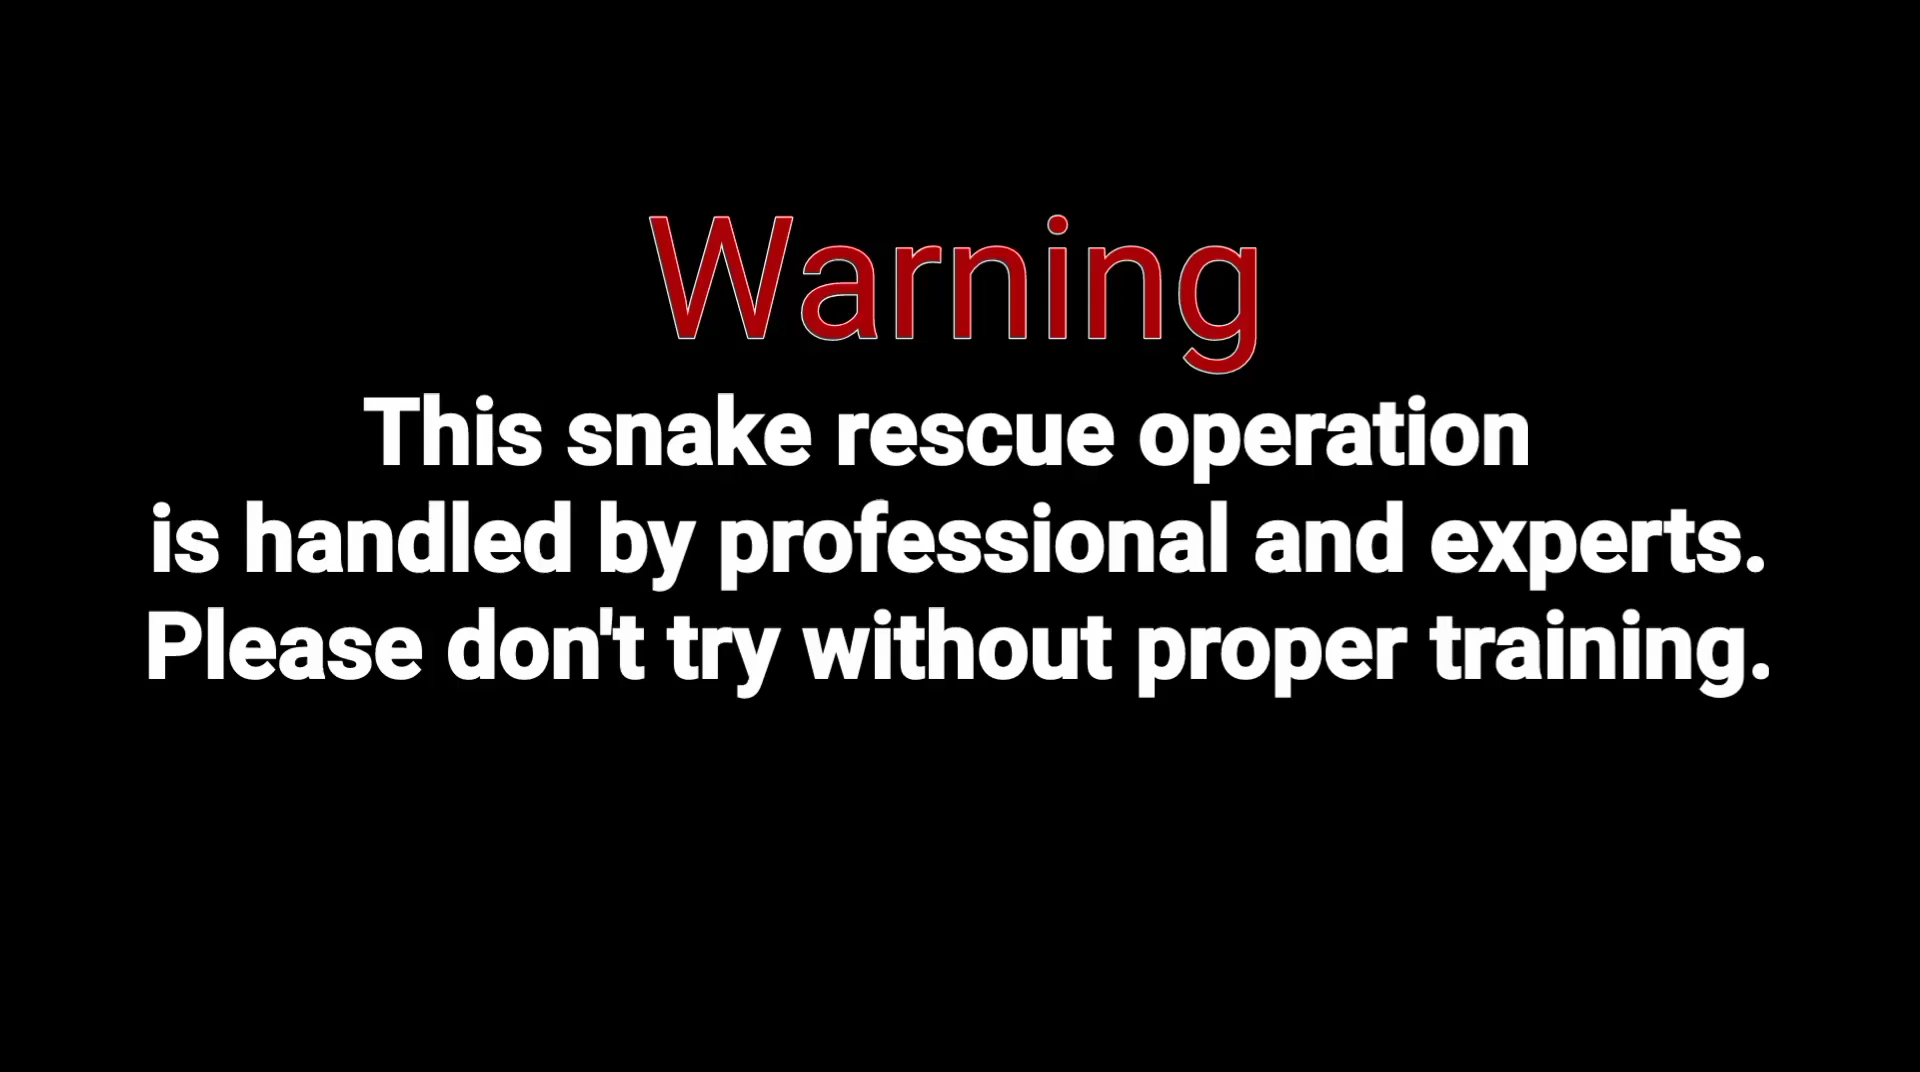 Warning
This snake rescue operation
is handled by professional and experts.
Please don't try without proper training.